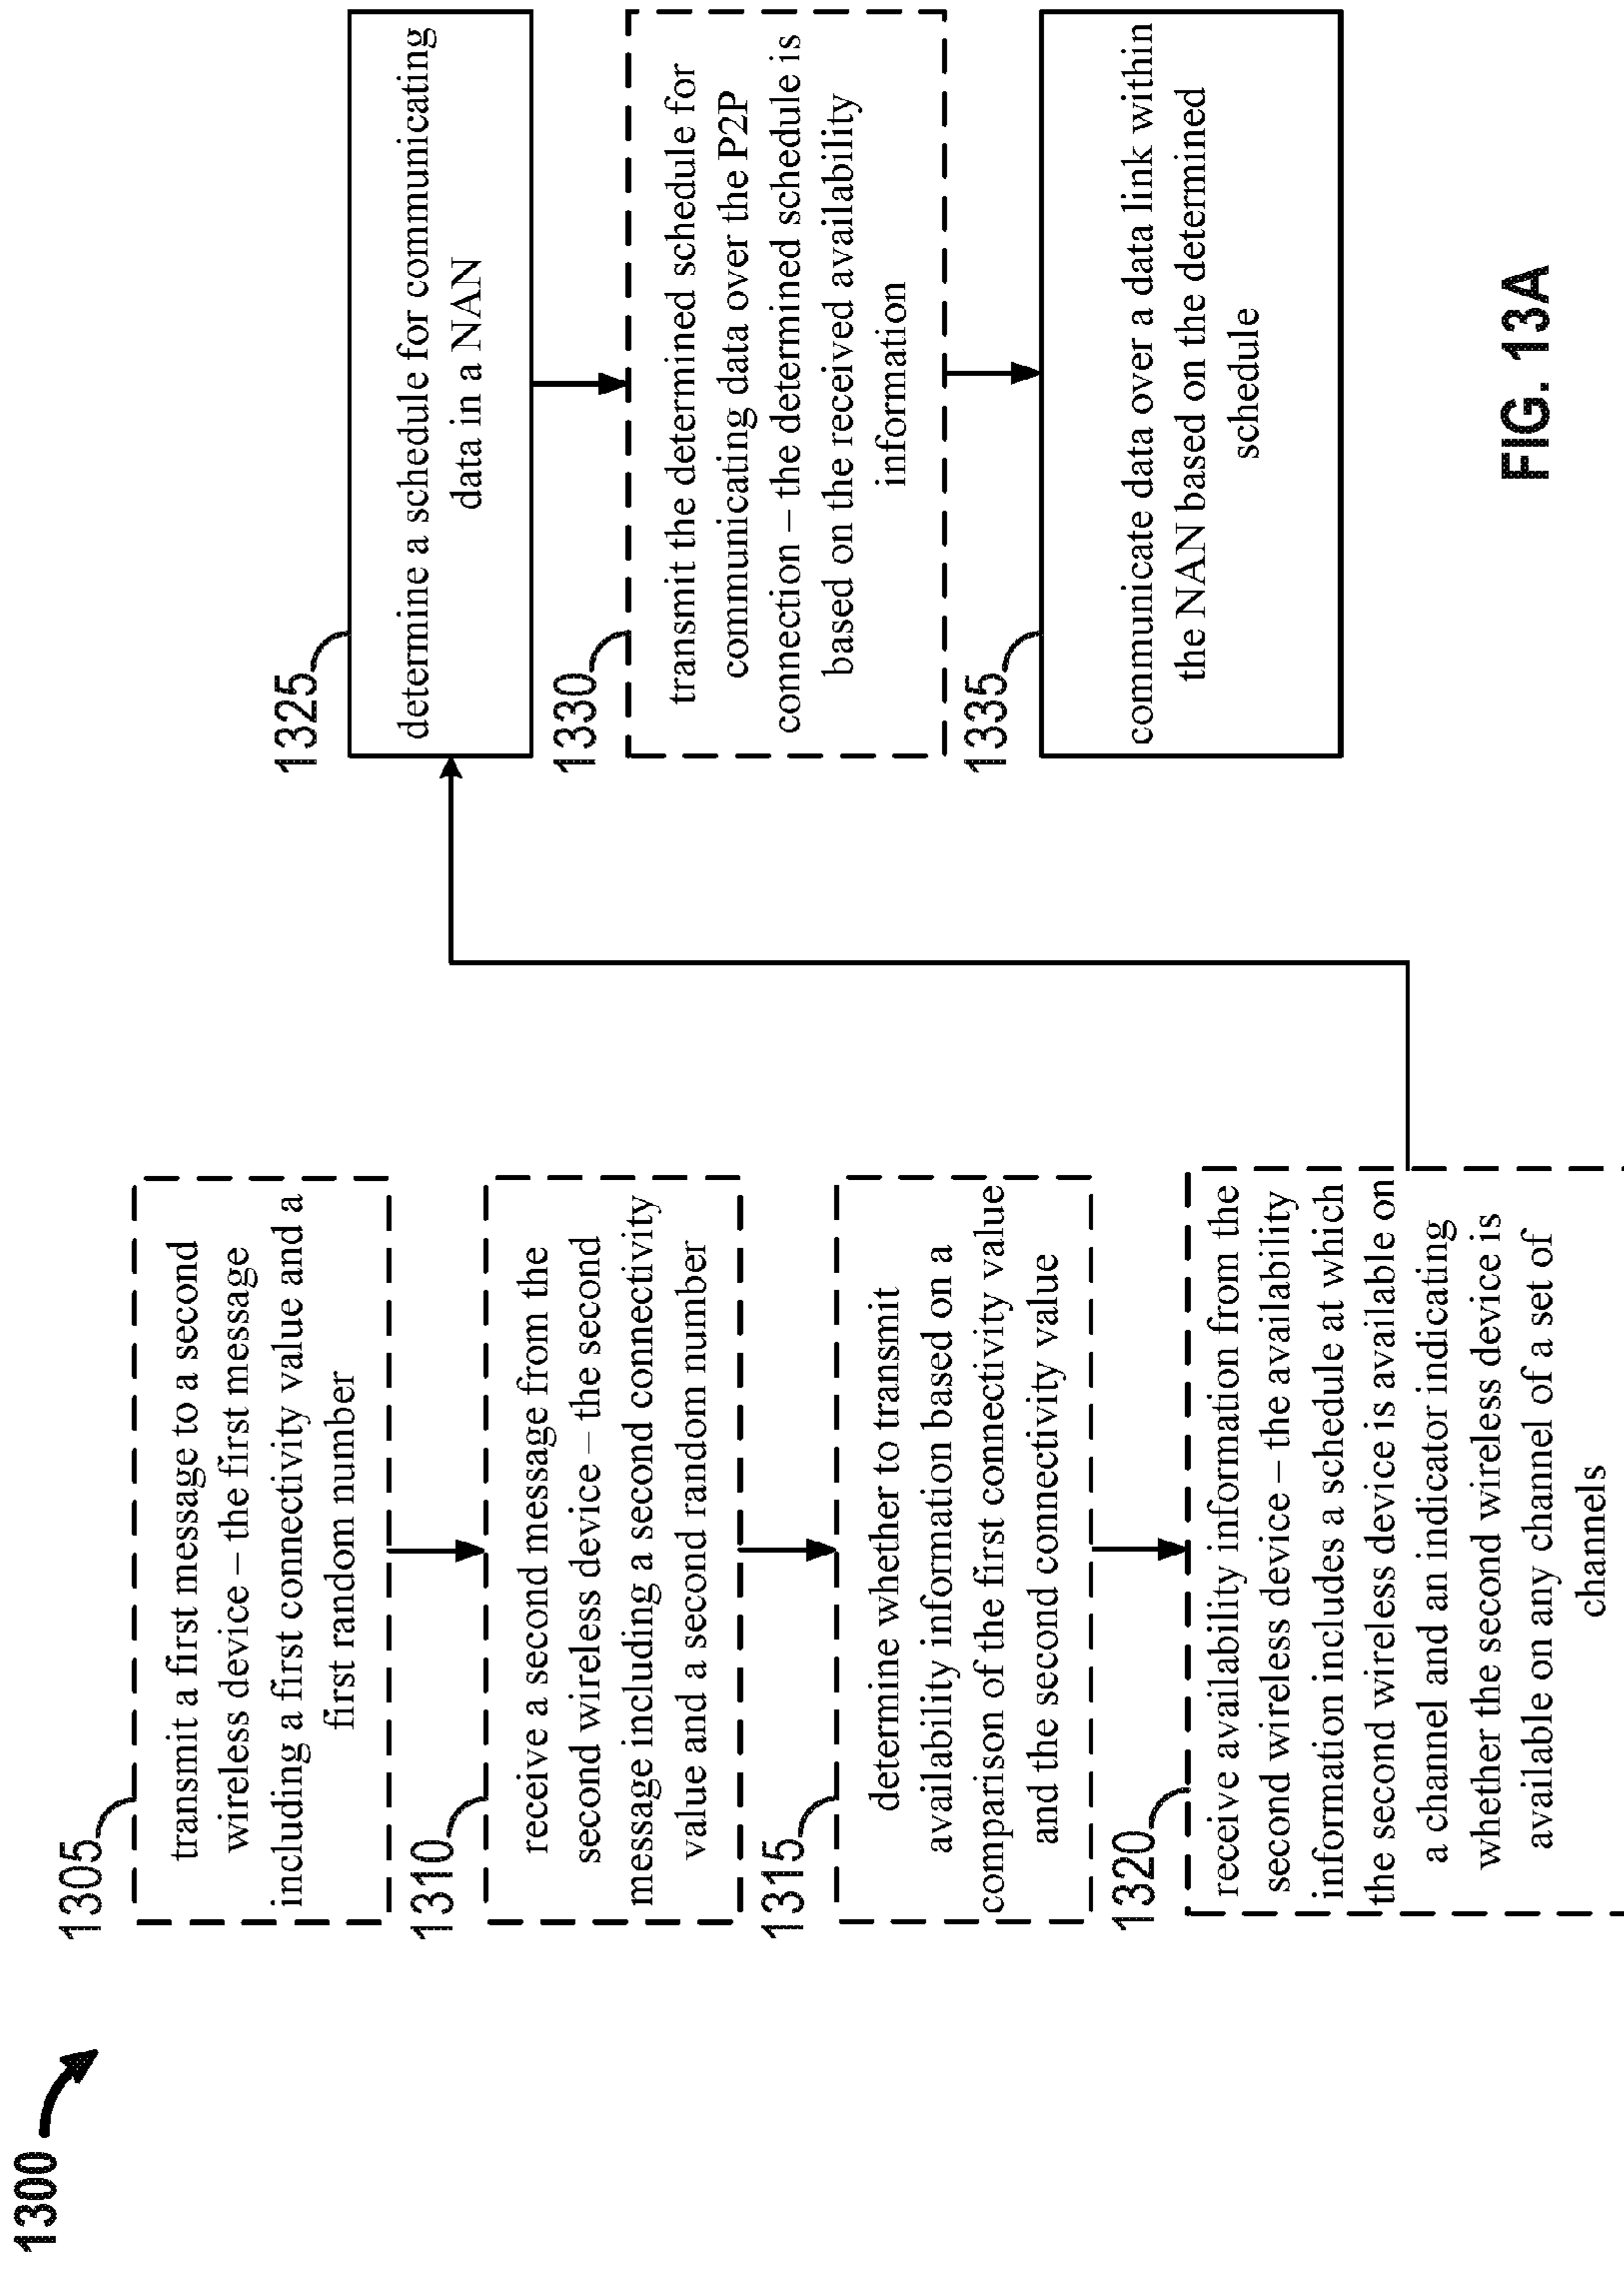 1300
1305
transmit a first message to a second
wireless device – the first message
including a first connectivity value and a
first random number
1310
receive a second message from the
second wireless device – the second
message including a second connectivity
value and a second random number
1315
determine whether to transmit
availability information based on a
comparison of the first connectivity value
and the second connectivity value
1320
receive availability information from the
second wireless device – the availability
information includes a schedule at which
the second wireless device is available on
a channel and an indicator indicating
whether the second wireless device is
available on any channel of a set of
channels
1325
determine a schedule for communicating
data in a NAN
1330
transmit the determined schedule for
communicating data over the P2P
connection – the determined schedule is
based on the received availability
information
1335
communicate data over a data link within
the NAN based on the determined
schedule
FIG. 13A